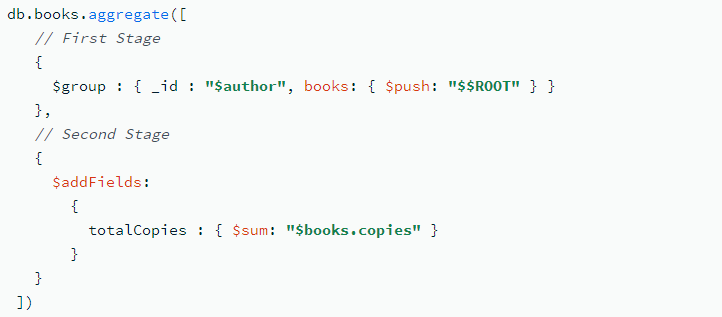 db.books.aggregate([
// First Stage
{
$group : { _id : "$author", books: { $push: "$$ROOT" } }
},
// Second Stage
{
$addFields:
{
totalCopies : { $sum: "$books.copies" }
}
}
])